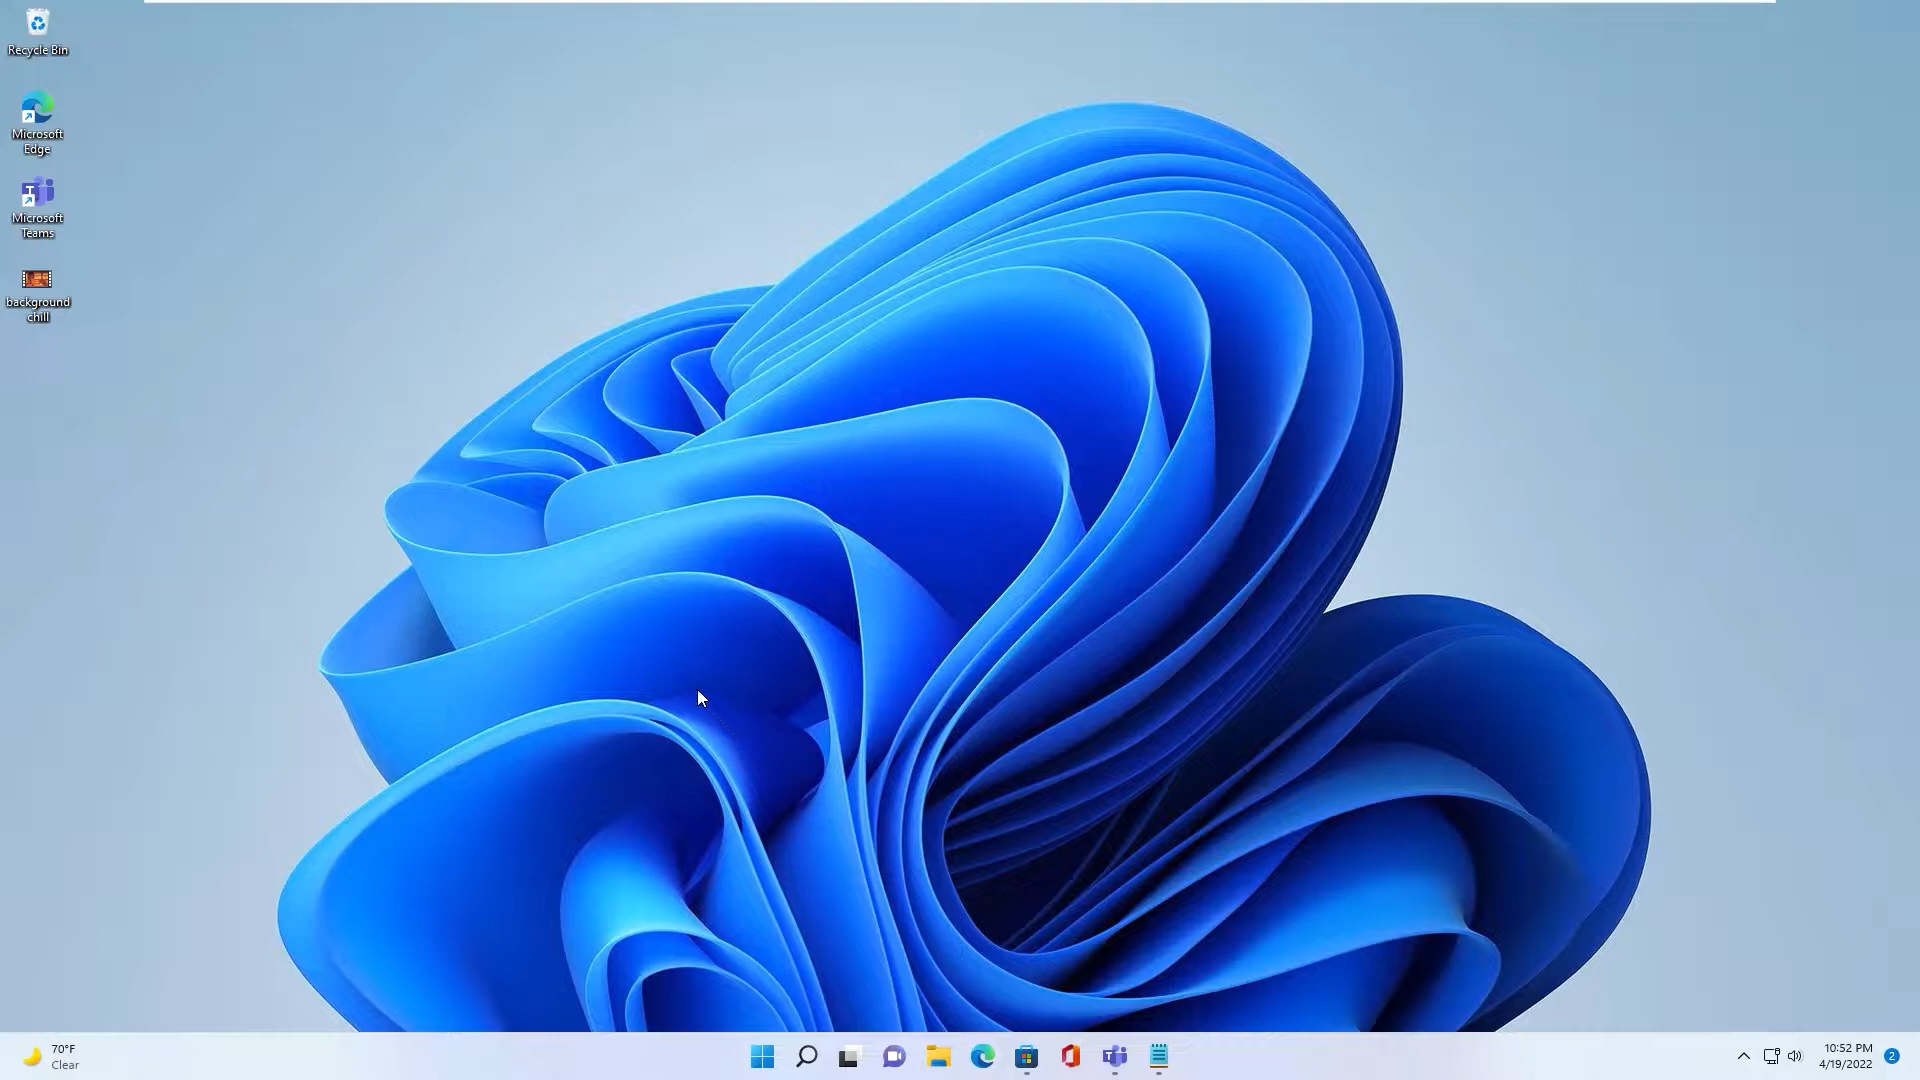 Recycle Bin
Microsoft
Edge
Microsoft
Teams
background
chill
70°F
Clear
10:52 PM
4/19/2022
2